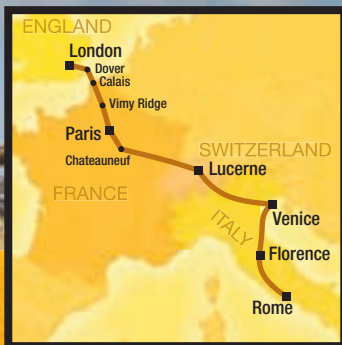 ENGLAND
London
Dover
Calais
Vimy Ridge
Paris
Chateauneuf
SWITZERLAND
Lucerne
FRANCE
ITALY
Venice
Florence
Rome